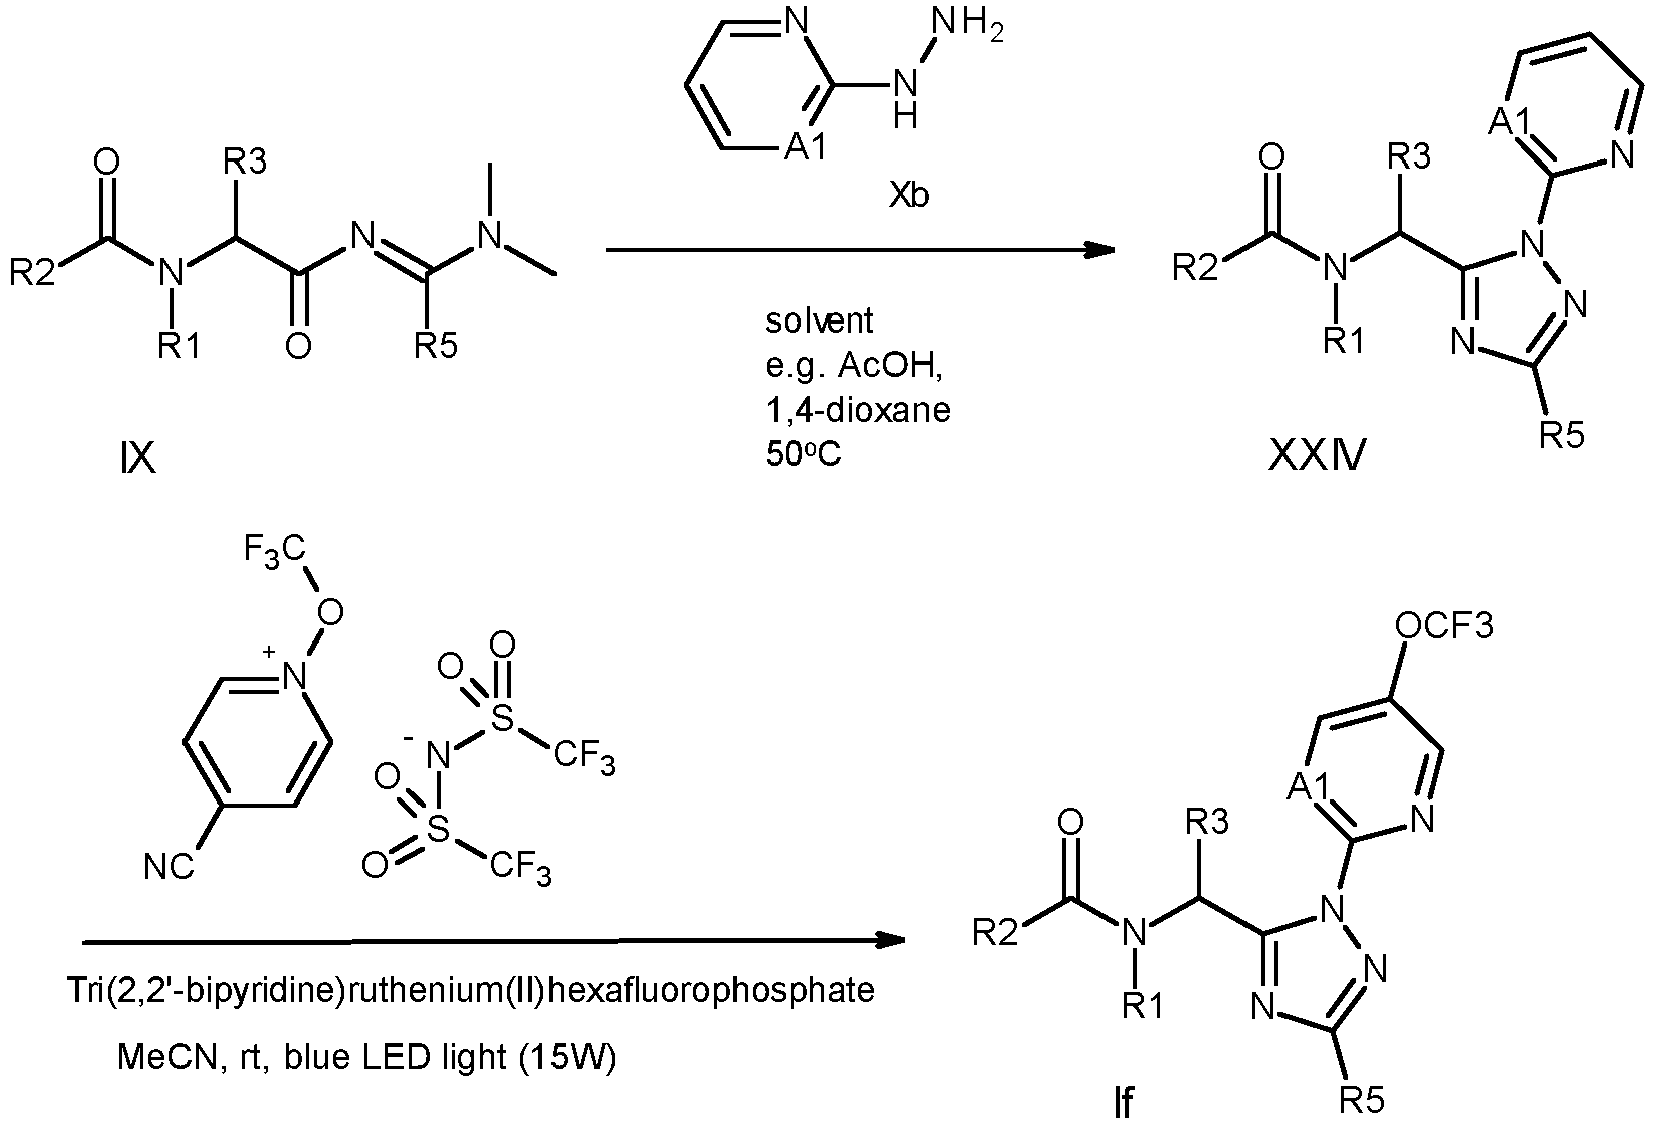 N
NH2
N
H
A1
Xb
O
R3
R2
N
R1
O
N
N
R5
IX
solvent
e.g. AcOH,
1,4-dioxane
50oC
A1
N
O
R3
R2
N
R1
N
N
N
R5
XXIV
F3C
O
+
N
NC
O
O
S
-
N
CF3
O
S
O
CF3
Tri(2,2'-bipyridine)ruthenium(II)hexafluorophosphate
MeCN, rt, blue LED light (15W)
OCF3
A1
N
O
R3
R2
N
R1
N
N
N
R5
If